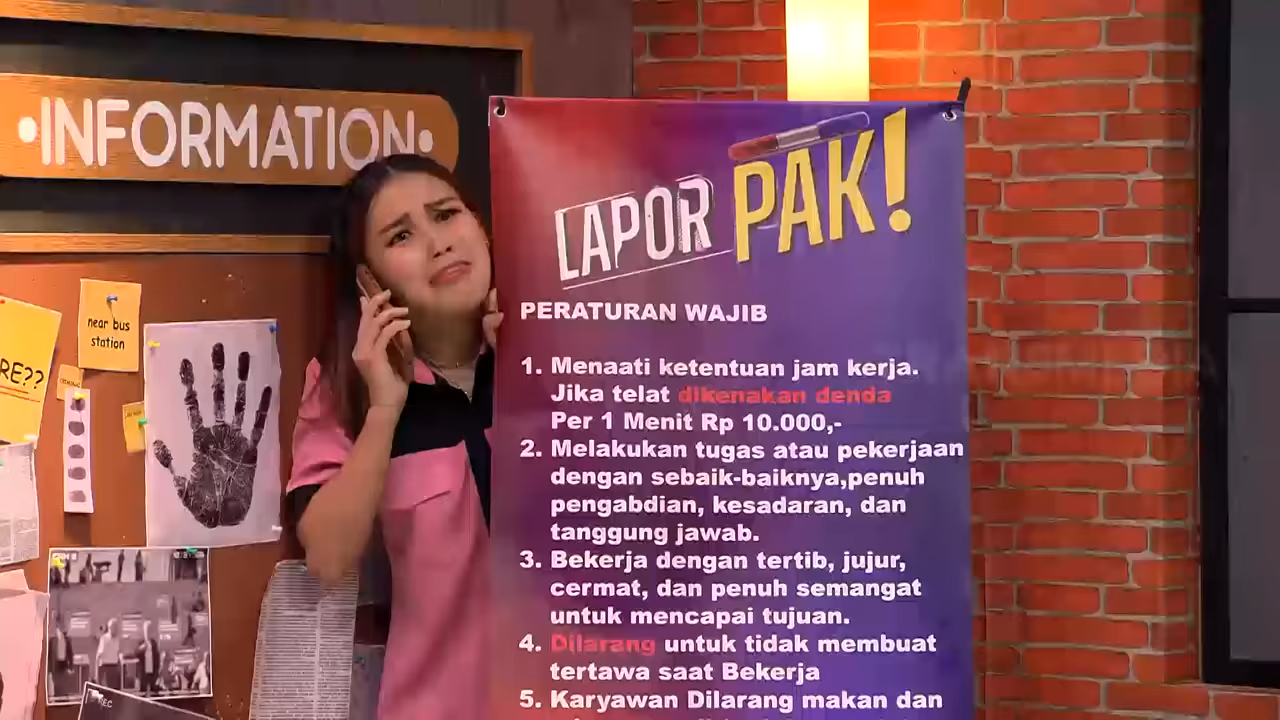 •INFORMATION•
near bus
station
RE??
LAPOR PAK!
PERATURAN WAJIB
1. Menaati ketentuan jam kerja.
Jika telat dikenakan denda
Per 1 Menit Rp 10.000,-
2. Melakukan tugas atau pekerjaan
dengan sebaik-baiknya,penuh
pengabdian, kesadaran, dan
tanggung jawab.
3. Bekerja dengan tertib, jujur,
cermat, dan penuh semangat
untuk mencapai tujuan.
4. Dilarang untuk tidak membuat
tertawa saat Bekerja
5. Karyawan Dilarang makan dan
REC